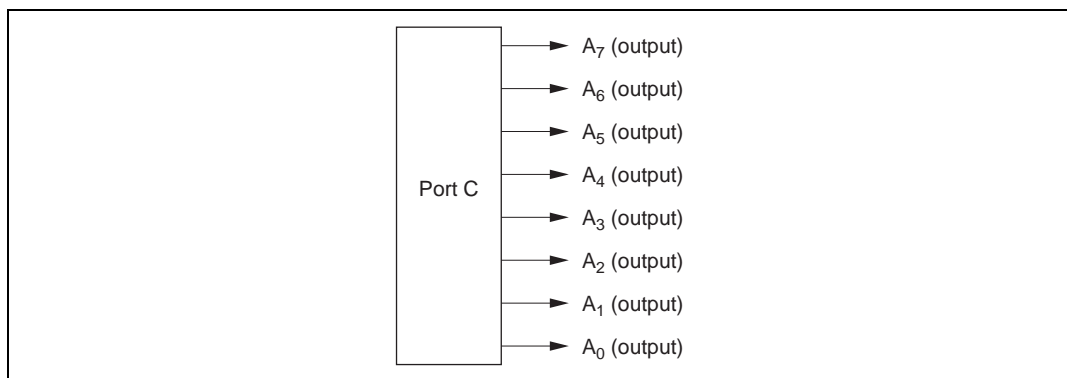 A₇ (output)
A₆ (output)
A₅ (output)
A₄ (output)
Port C
A₃ (output)
A₂ (output)
A₁ (output)
A₀ (output)